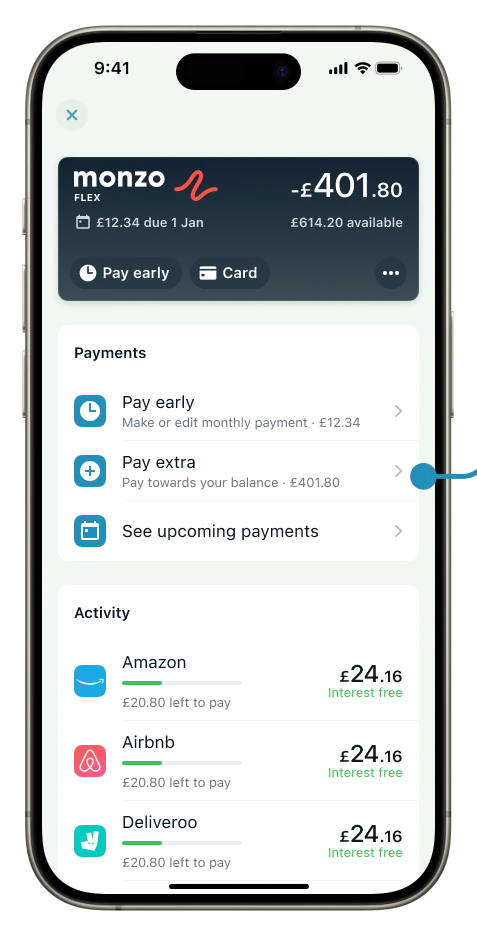 9:41
monzo
FLEX
-£401.80
£12.34 due 1 Jan
£614.20 available
Pay early
Card
Payments
Pay early
Make or edit monthly payment · £12.34
Pay extra
Pay towards your balance · £401.80
See upcoming payments
Activity
Amazon
£24.16
Interest free
£20.80 left to pay
Airbnb
£24.16
Interest free
£20.80 left to pay
Deliveroo
£24.16
Interest free
£20.80 left to pay